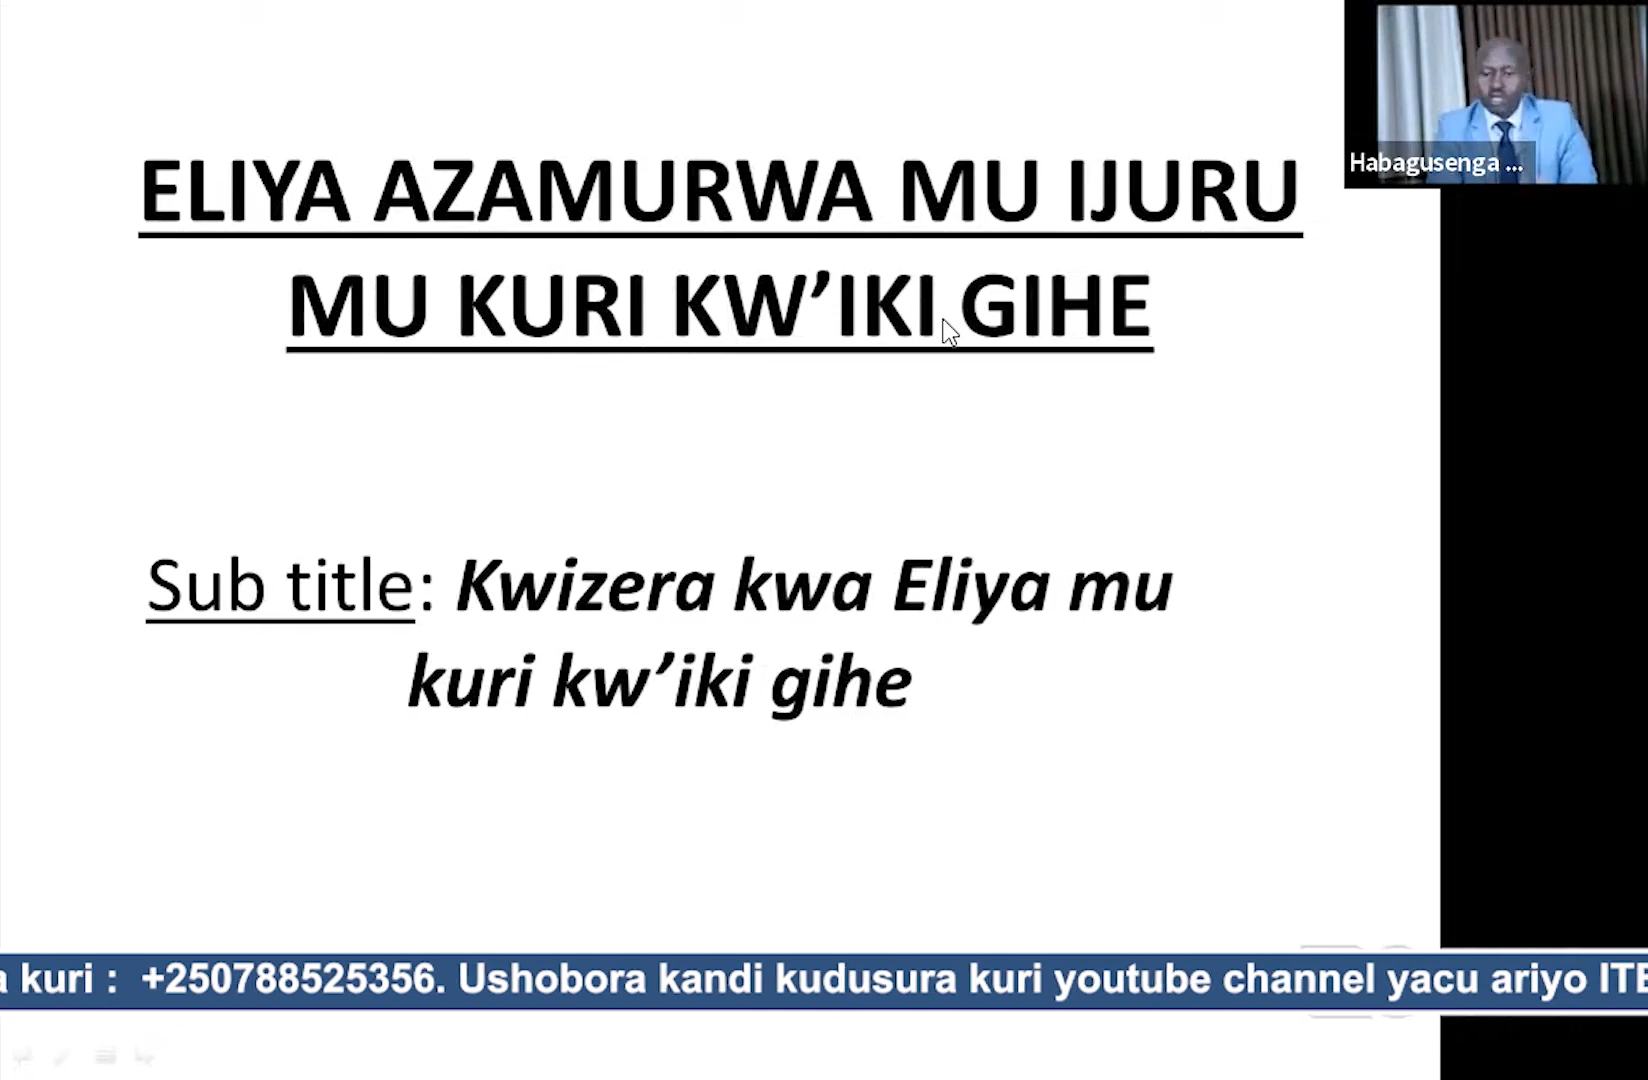 ELIYA AZAMURWA MU IJURU
MU KURI KW’IKI GIHE
Sub title: Kwizera kwa Eliya mu
kuri kw’iki gihe
Habagusenga ...
a kuri : +250788525356. Ushobora kandi kudusura kuri youtube channel yacu ariyo ITE